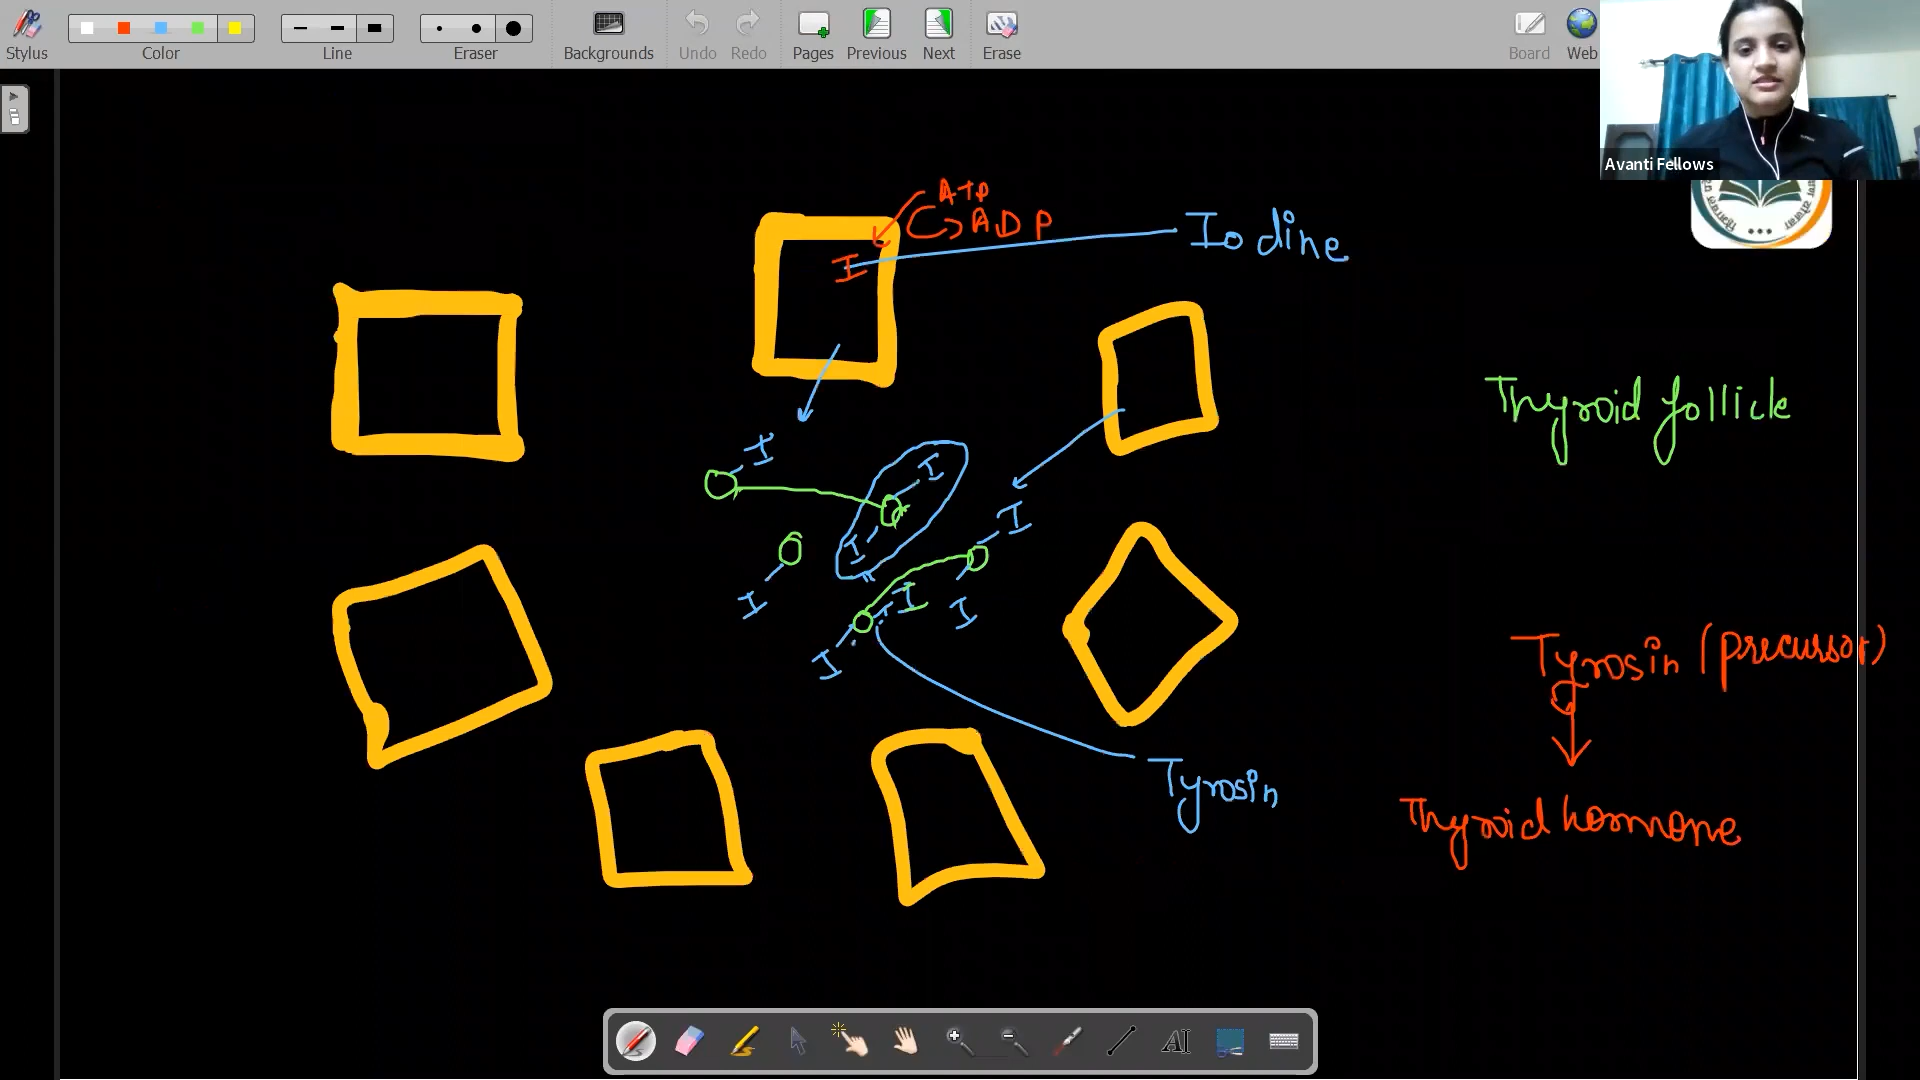 Stylus
Color
Line
Eraser
Backgrounds
Undo
Redo
Pages
Previous
Next
Erase
Board
Web
Avanti Fellows
ATP
ADP
Iodine
I
I
I
I
I
I
I
I
I
Thyroid follicle
Tyrosin (precursor)
Tyrosin
Thyroid hormone
AI